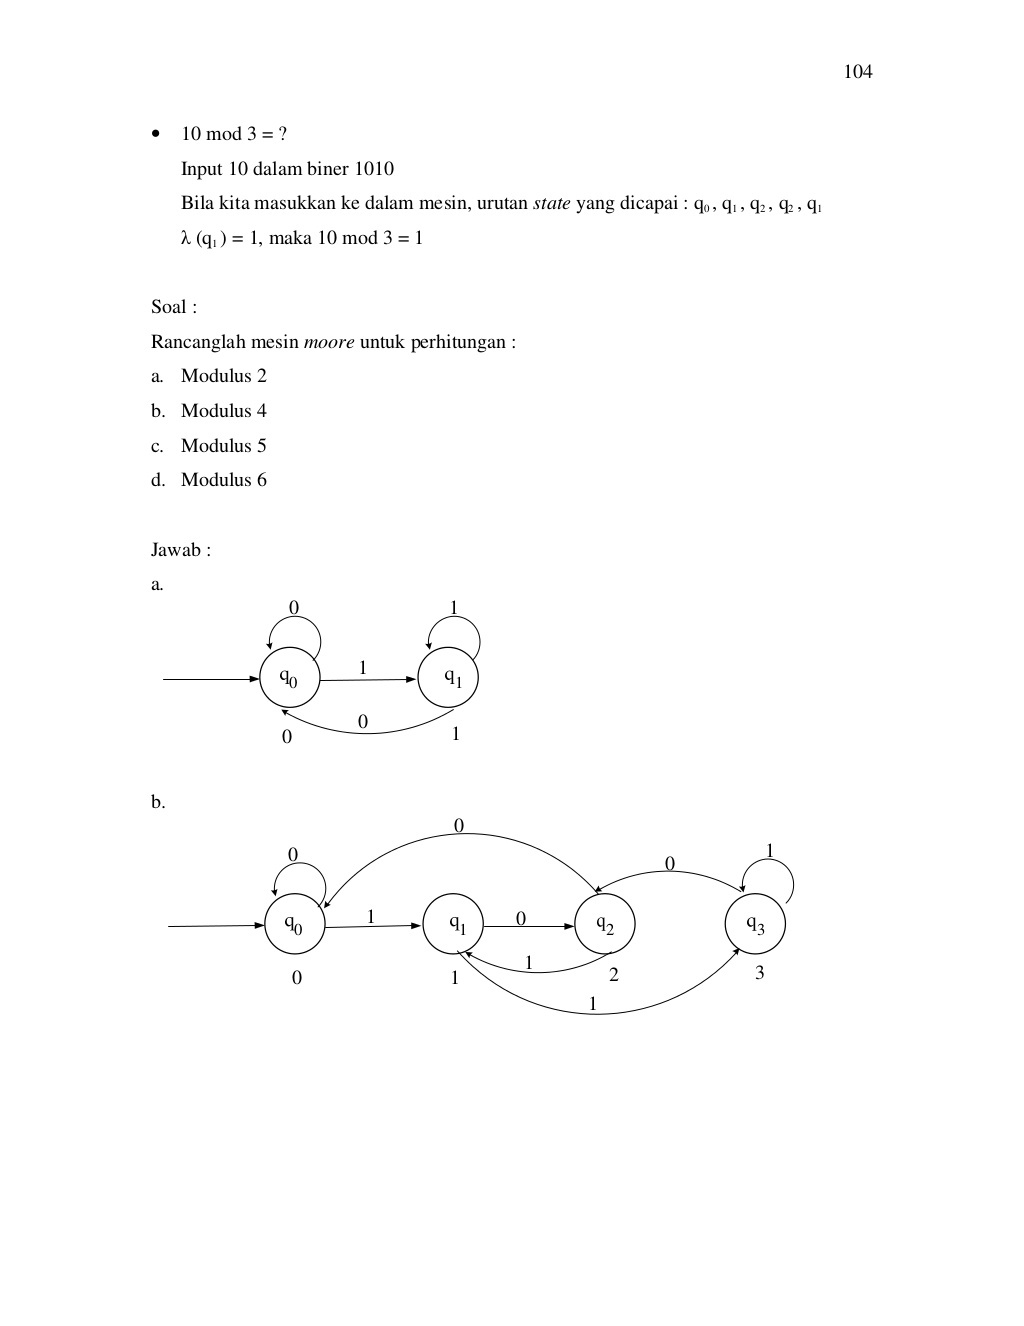 104
• 10 mod 3 = ?
Input 10 dalam biner 1010
Bila kita masukkan ke dalam mesin, urutan state yang dicapai : q₀ , q₁ , q₂ , q₂ , q₁
λ (q₁ ) = 1, maka 10 mod 3 = 1
Soal :
Rancanglah mesin moore untuk perhitungan :
a. Modulus 2
b. Modulus 4
c. Modulus 5
d. Modulus 6
Jawab :
a.
0 1
q₀ 1 q₁
0
0 1
b.
0
0 0 1
q₀ 1 q₁ 0 q₂ q₃
1
0 1 2 3
1